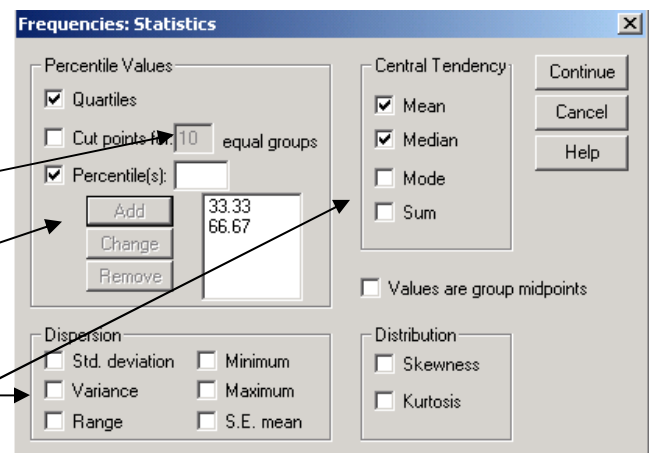 Frequencies: Statistics
Percentile Values
Quartiles
Cut points for: 10 equal groups
Percentile(s):
Add
Change
Remove
33.33
66.67
Central Tendency
Mean
Median
Mode
Sum
Continue
Cancel
Help
Values are group midpoints
Dispersion
Std. deviation Minimum
Variance Maximum
Range S.E. mean
Distribution
Skewness
Kurtosis